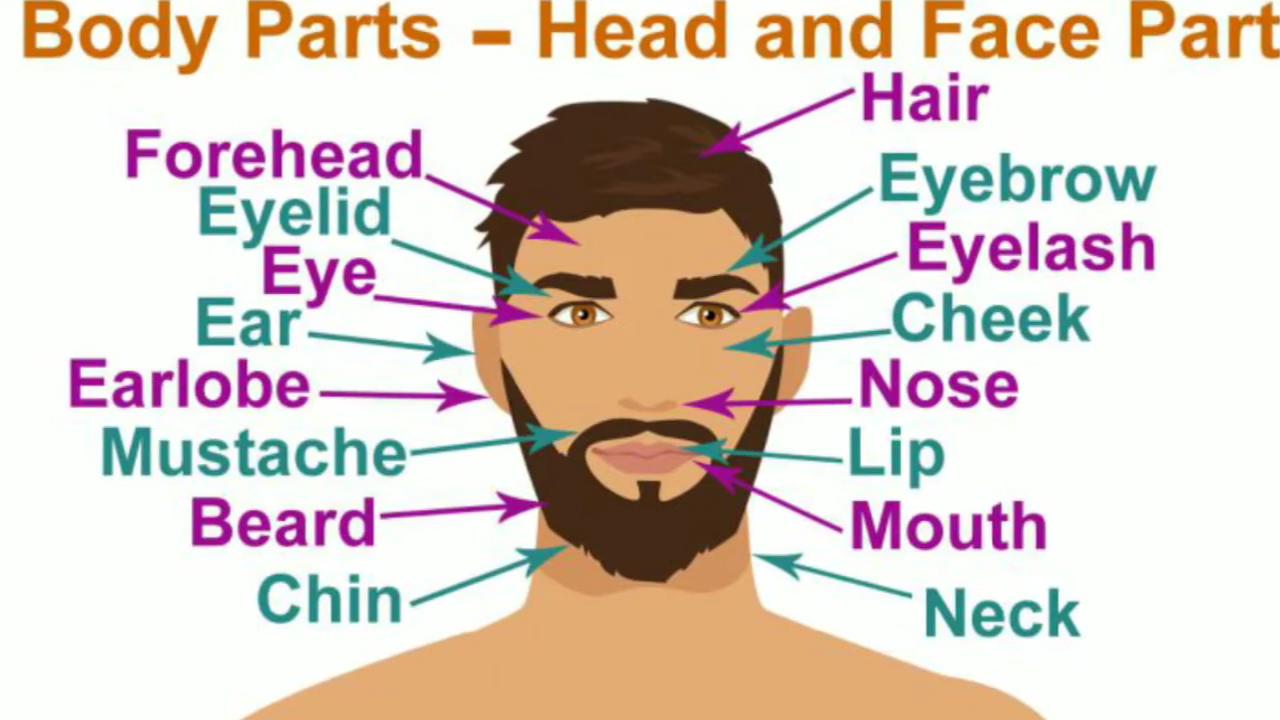 Body Parts – Head and Face Part
Hair
Forehead
Eyebrow
Eyelid
Eyelash
Eye
Cheek
Ear
Earlobe
Nose
Mustache
Lip
Beard
Mouth
Chin
Neck